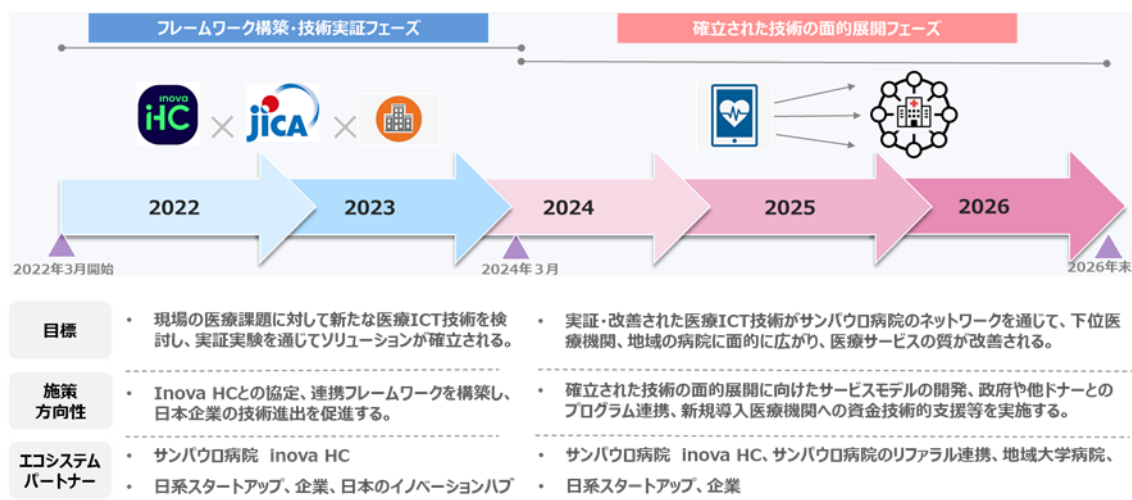 フレームワーク構築・技術実証フェーズ
確立された技術の面的展開フェーズ
inova
iHC
JICA
2022
2023
2024
2025
2026
2022年3月開始
2024年3月
2026年末
目標
・ 現場の医療課題に対して新たな医療ICT技術を検
討し、実証実験を通じてソリューションが確立される。
・ 実証・改善された医療ICT技術がサンパウロ病院のネットワークを通じて、下位医
療機関、地域の病院に面的に広がり、医療サービスの質が改善される。
施策
方向性
・ Inova HCとの協定、連携フレームワークを構築し、
日本企業の技術進出を促進する。
・ 確立された技術の面的展開に向けたサービスモデルの開発、政府や他ドナーとの
プログラム連携、新規導入医療機関への資金技術的支援等を実施する。
エコシステム
パートナー
・ サンパウロ病院 inova HC
・ 日系スタートアップ、企業、日本のイノベーションハブ
・ サンパウロ病院 inova HC、サンパウロ病院のリファラル連携、地域大学病院、
・ 日系スタートアップ、企業